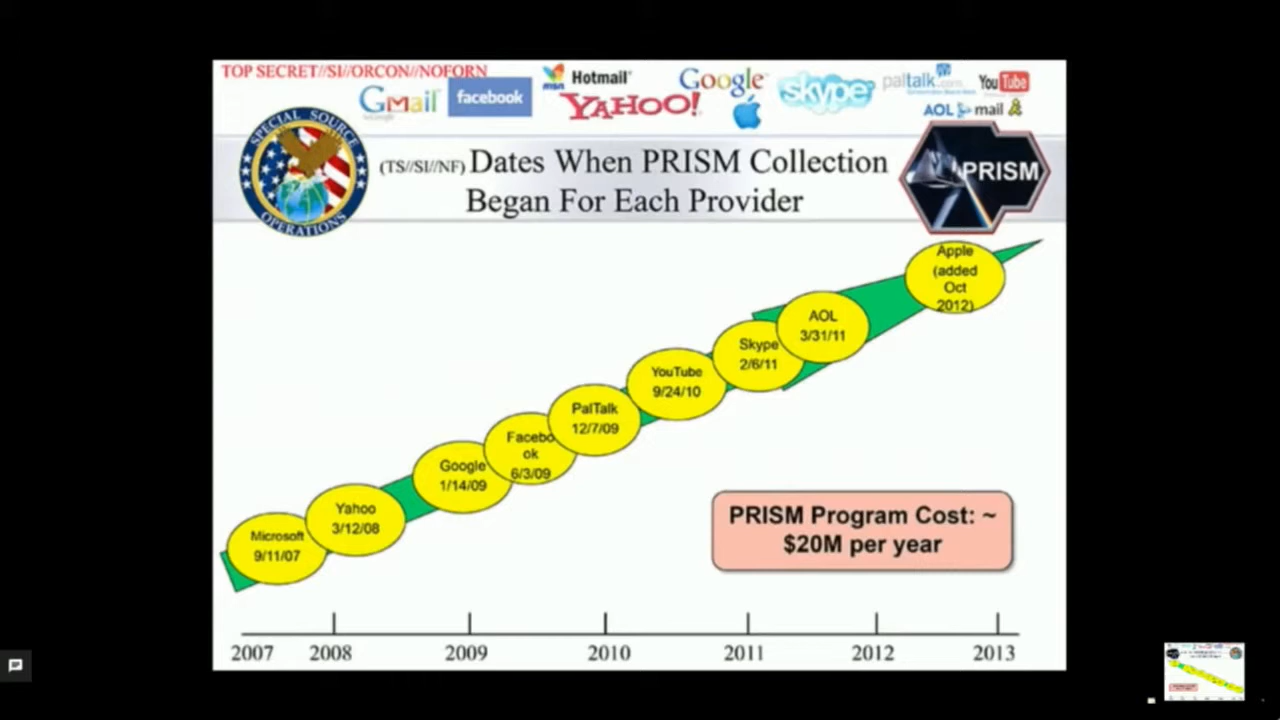 TOP SECRET//SI//ORCON//NOFORN
Gmail
facebook
msn Hotmail
YAHOO!
Google
skype
paltalk.com
YouTube
AOL mail
SPECIAL SOURCE
OPERATIONS
(TS//SI//NF) Dates When PRISM Collection
Began For Each Provider
PRISM
Microsoft
9/11/07
Yahoo
3/12/08
Google
1/14/09
Facebo
ok
6/3/09
PalTalk
12/7/09
YouTube
9/24/10
Skype
2/6/11
AOL
3/31/11
Apple
(added
Oct
2012)
PRISM Program Cost: ~
$20M per year
2007 2008 2009 2010 2011 2012 2013